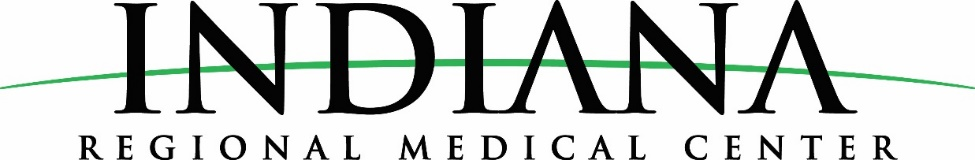 INDIANA
REGIONAL MEDICAL CENTER